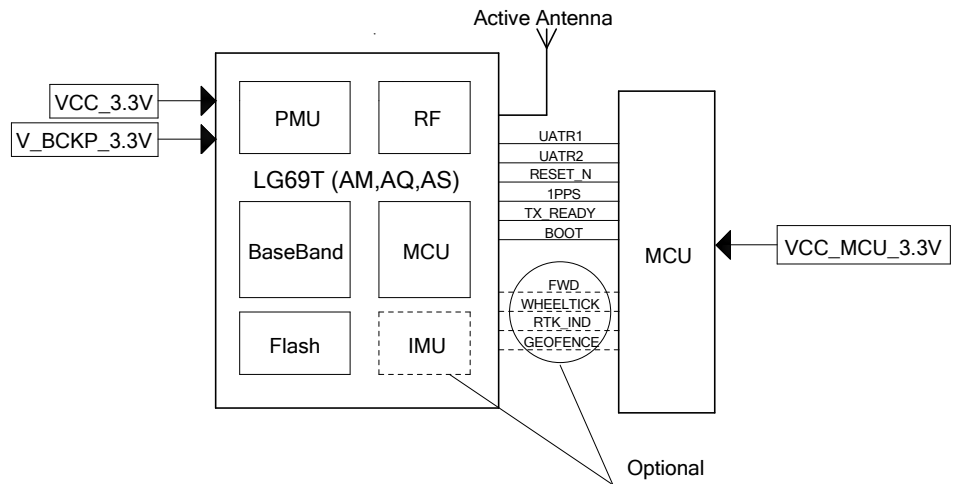 Active Antenna
VCC_3.3V
V_BCKP_3.3V
PMU
RF
LG69T (AM,AQ,AS)
BaseBand
MCU
Flash
IMU
UATR1
UATR2
RESET_N
1PPS
TX_READY
BOOT
FWD
WHEELTICK
RTK_IND
GEOFENCE
MCU
VCC_MCU_3.3V
Optional